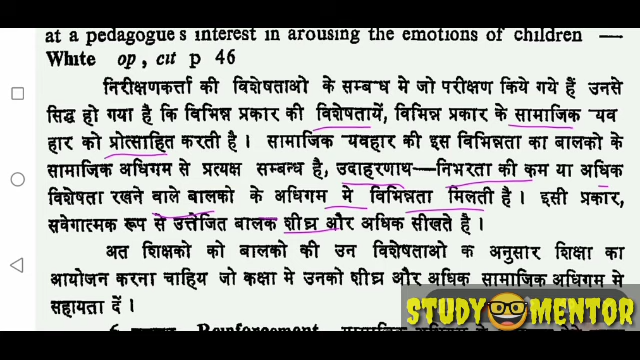 at a pedagogue's interest in arousing the emotions of children —
White op, cit p 46
निरीक्षणकर्त्ता की विशेषताओ के सम्बन्ध मे जो परीक्षण किये गये हैं उनसे
सिद्ध हो गया है कि विभिन्न प्रकार की विशेषतायें, विभिन्न प्रकार के सामाजिक यव
हार को प्रोत्साहित करती है । सामाजिक यवहार की इस विभिन्नता का बालको के
सामाजिक अधिगम से प्रत्यक्ष सम्बन्ध है, उदाहरणाथ—निभरता की कम या अधिक
विशेषता रखने वाले बालको के अधिगम मे विभिन्नता मिलती है । इसी प्रकार,
सवेगात्मक रूप से उत्तेजित बालक शीघ्र और अधिक सीखते है ।
अत शिक्षको को बालको की उन विशेषताओ क अनुसार शिक्षा का
आयोजन करना चाहिय जो कक्षा मे उनको शीघ्र और अधिक सामाजिक अधिगम मे
सहायता दें ।
STUDY MENTOR
6 Reinforcement